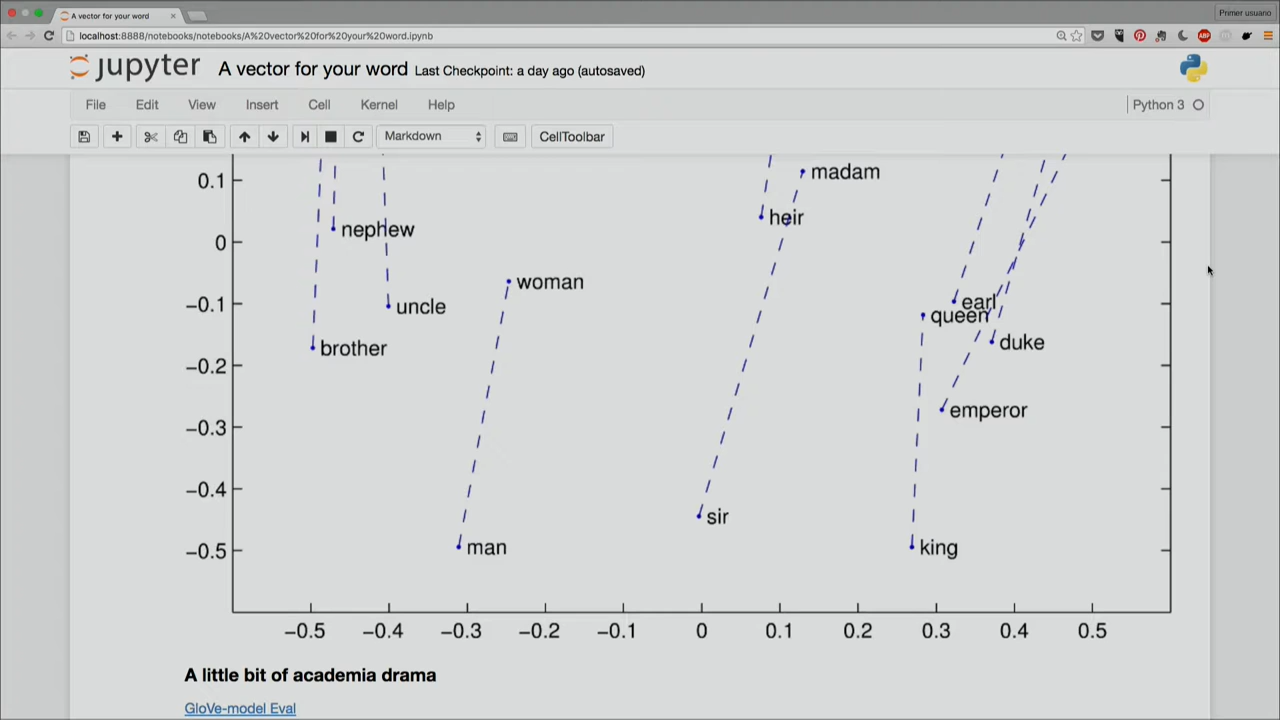 A vector for your word
Primer usuano
localhost:8888/notebooks/notebooks/A%20vector%20for%20your%20word.ipynb
ABP
jupyter A vector for your word Last Checkpoint: a day ago (autosaved)
File Edit View Insert Cell Kernel Help Python 3
Markdown CellToolbar
0.1
madam
heir
nephew
0
woman
−0.1
uncle
earl
queen
duke
brother
−0.2
emperor
−0.3
−0.4
sir
−0.5
man
king
−0.5 −0.4 −0.3 −0.2 −0.1 0 0.1 0.2 0.3 0.4 0.5
A little bit of academia drama
GloVe-model Eval